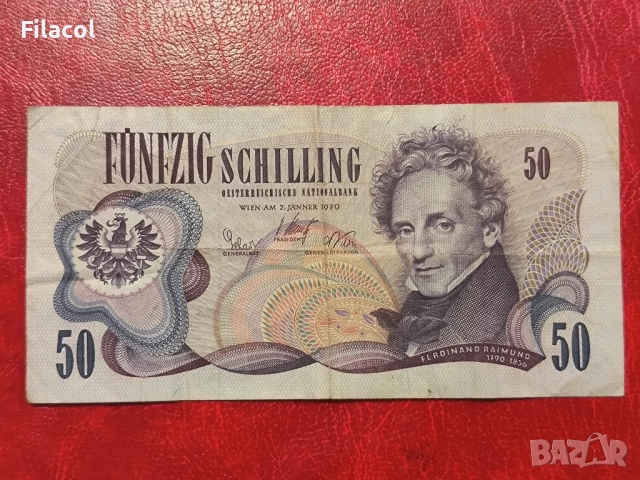 Filacol
FÜNFZIG SCHILLING
50
OESTERREICHISCHE NATIONALBANK
WIEN AM 2. JÄNNER 1970
GENERALRAT
PRÄSIDENT
GENERALDIREKTOR
FERDINAND RAIMUND
1790-1836
50
50
BAZAR